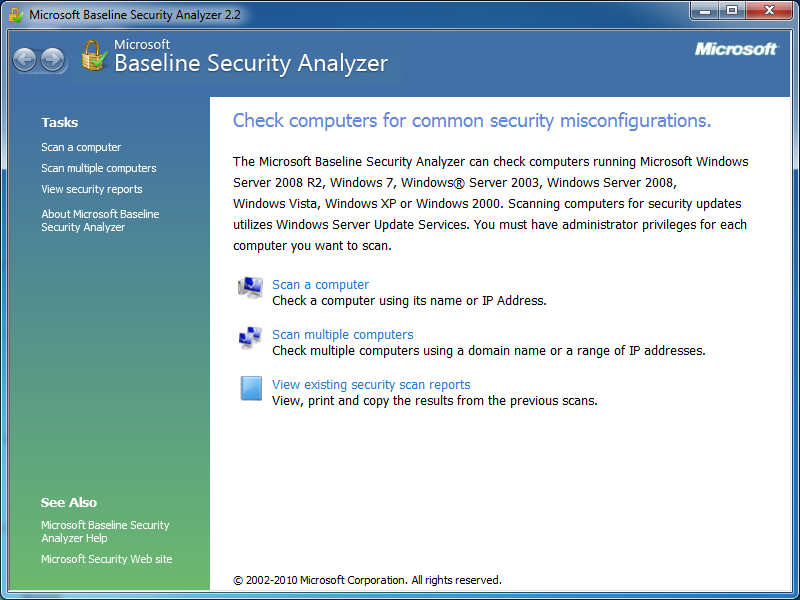 Microsoft Baseline Security Analyzer 2.2
Microsoft
Baseline Security Analyzer
Microsoft
Tasks
Scan a computer
Scan multiple computers
View security reports
About Microsoft Baseline
Security Analyzer
Check computers for common security misconfigurations.
The Microsoft Baseline Security Analyzer can check computers running Microsoft Windows
Server 2008 R2, Windows 7, Windows® Server 2003, Windows Server 2008,
Windows Vista, Windows XP or Windows 2000. Scanning computers for security updates
utilizes Windows Server Update Services. You must have administrator privileges for each
computer you want to scan.
Scan a computer
Check a computer using its name or IP Address.
Scan multiple computers
Check multiple computers using a domain name or a range of IP addresses.
View existing security scan reports
View, print and copy the results from the previous scans.
See Also
Microsoft Baseline Security
Analyzer Help
Microsoft Security Web site
© 2002-2010 Microsoft Corporation. All rights reserved.